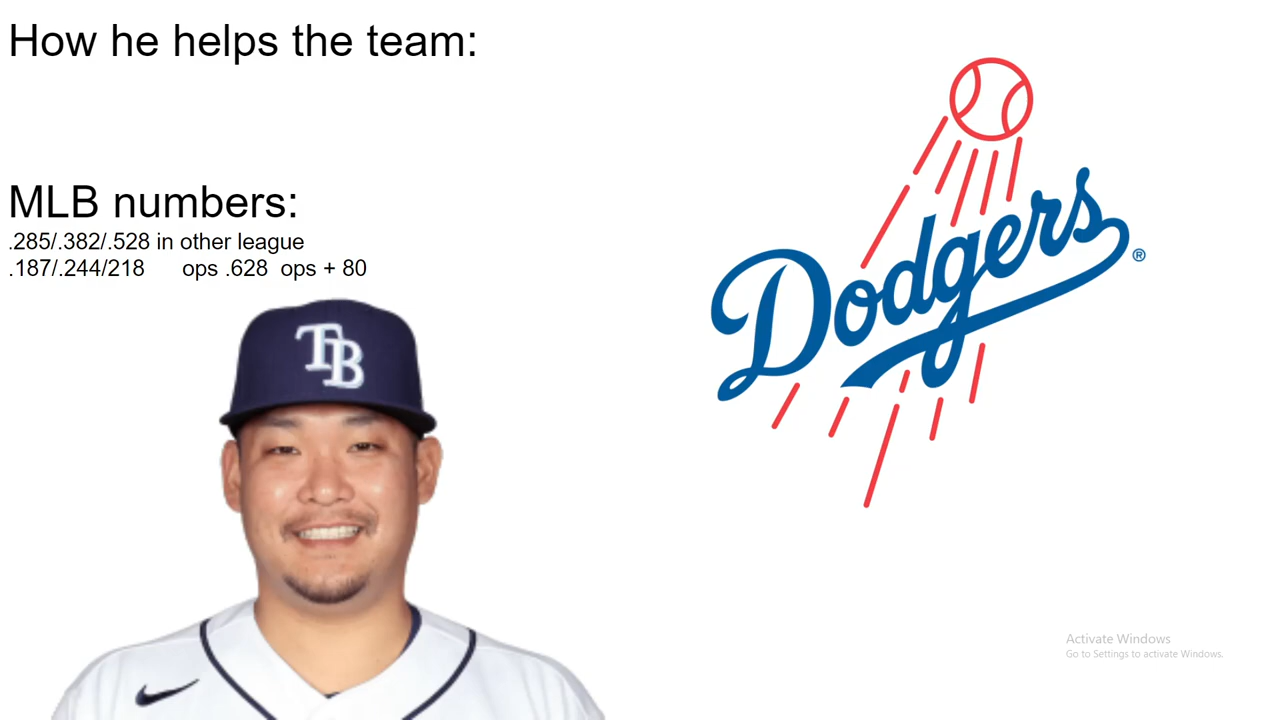 How he helps the team:
MLB numbers:
.285/.382/.528 in other league
.187/.244/218 ops .628 ops + 80
TB
Dodgers®
Activate Windows
Go to Settings to activate Windows.